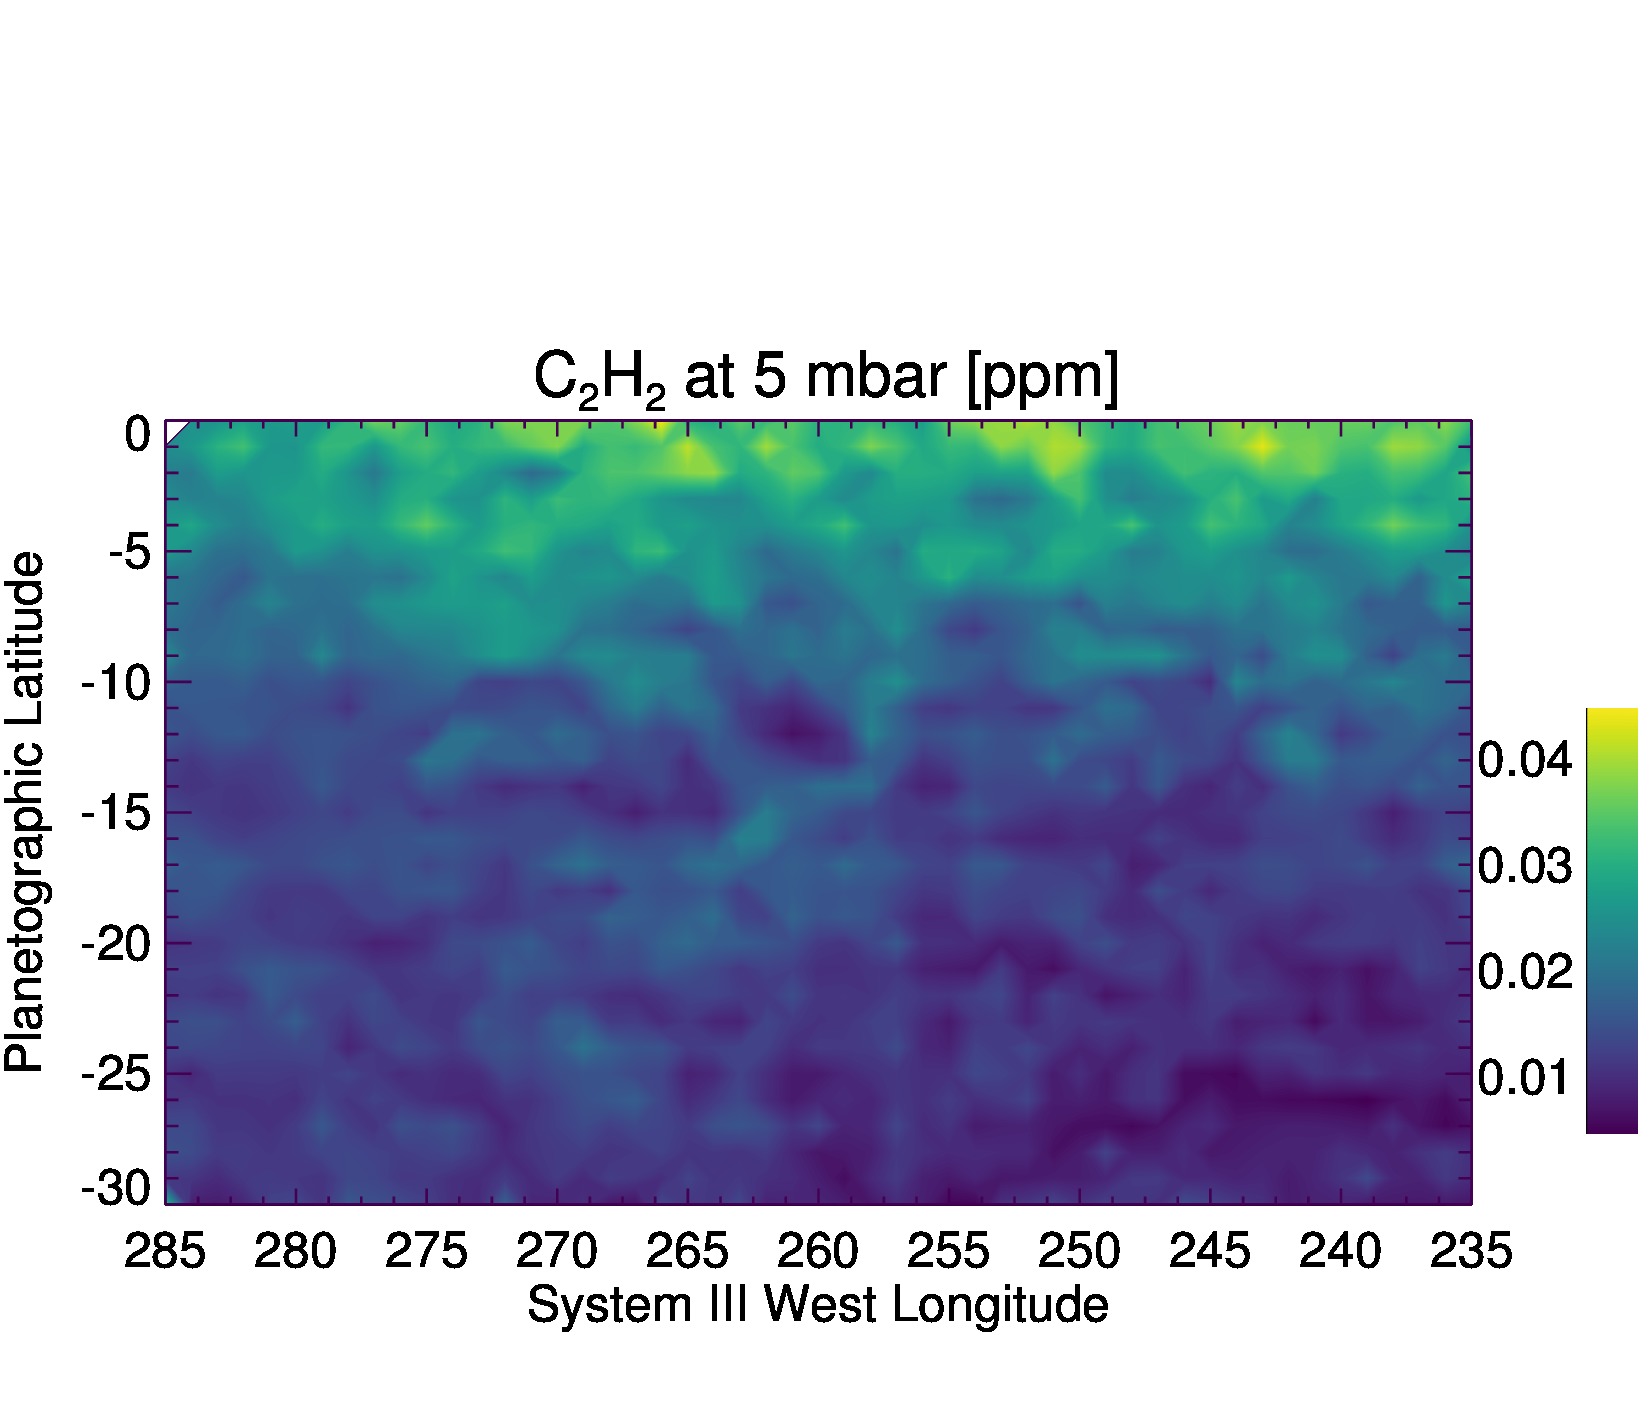 C₂H₂ at 5 mbar [ppm]
Planetographic Latitude
0
-5
-10
-15
-20
-25
-30
285 280 275 270 265 260 255 250 245 240 235
System III West Longitude
0.04
0.03
0.02
0.01